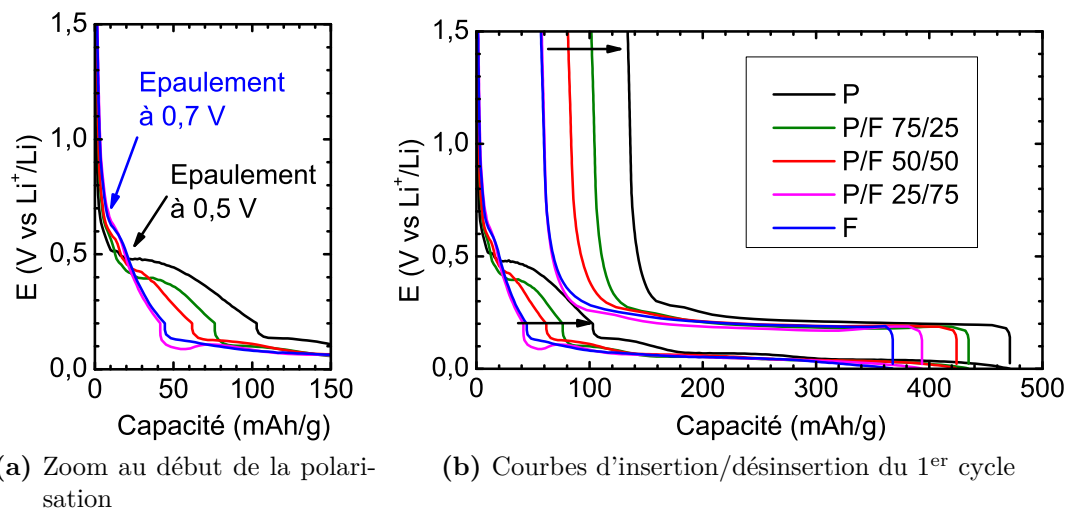 1,5
1,0
0,5
0,0
E (V vs Li⁺/Li)
Epaulement
à 0,7 V
Epaulement
à 0,5 V
0
50
100
150
Capacité (mAh/g)
(a) Zoom au début de la polari-
sation
1,5
1,0
0,5
0,0
E (V vs Li⁺/Li)
P
P/F 75/25
P/F 50/50
P/F 25/75
F
0
100
200
300
400
500
Capacité (mAh/g)
(b) Courbes d'insertion/désinsertion du 1ᵉʳ cycle